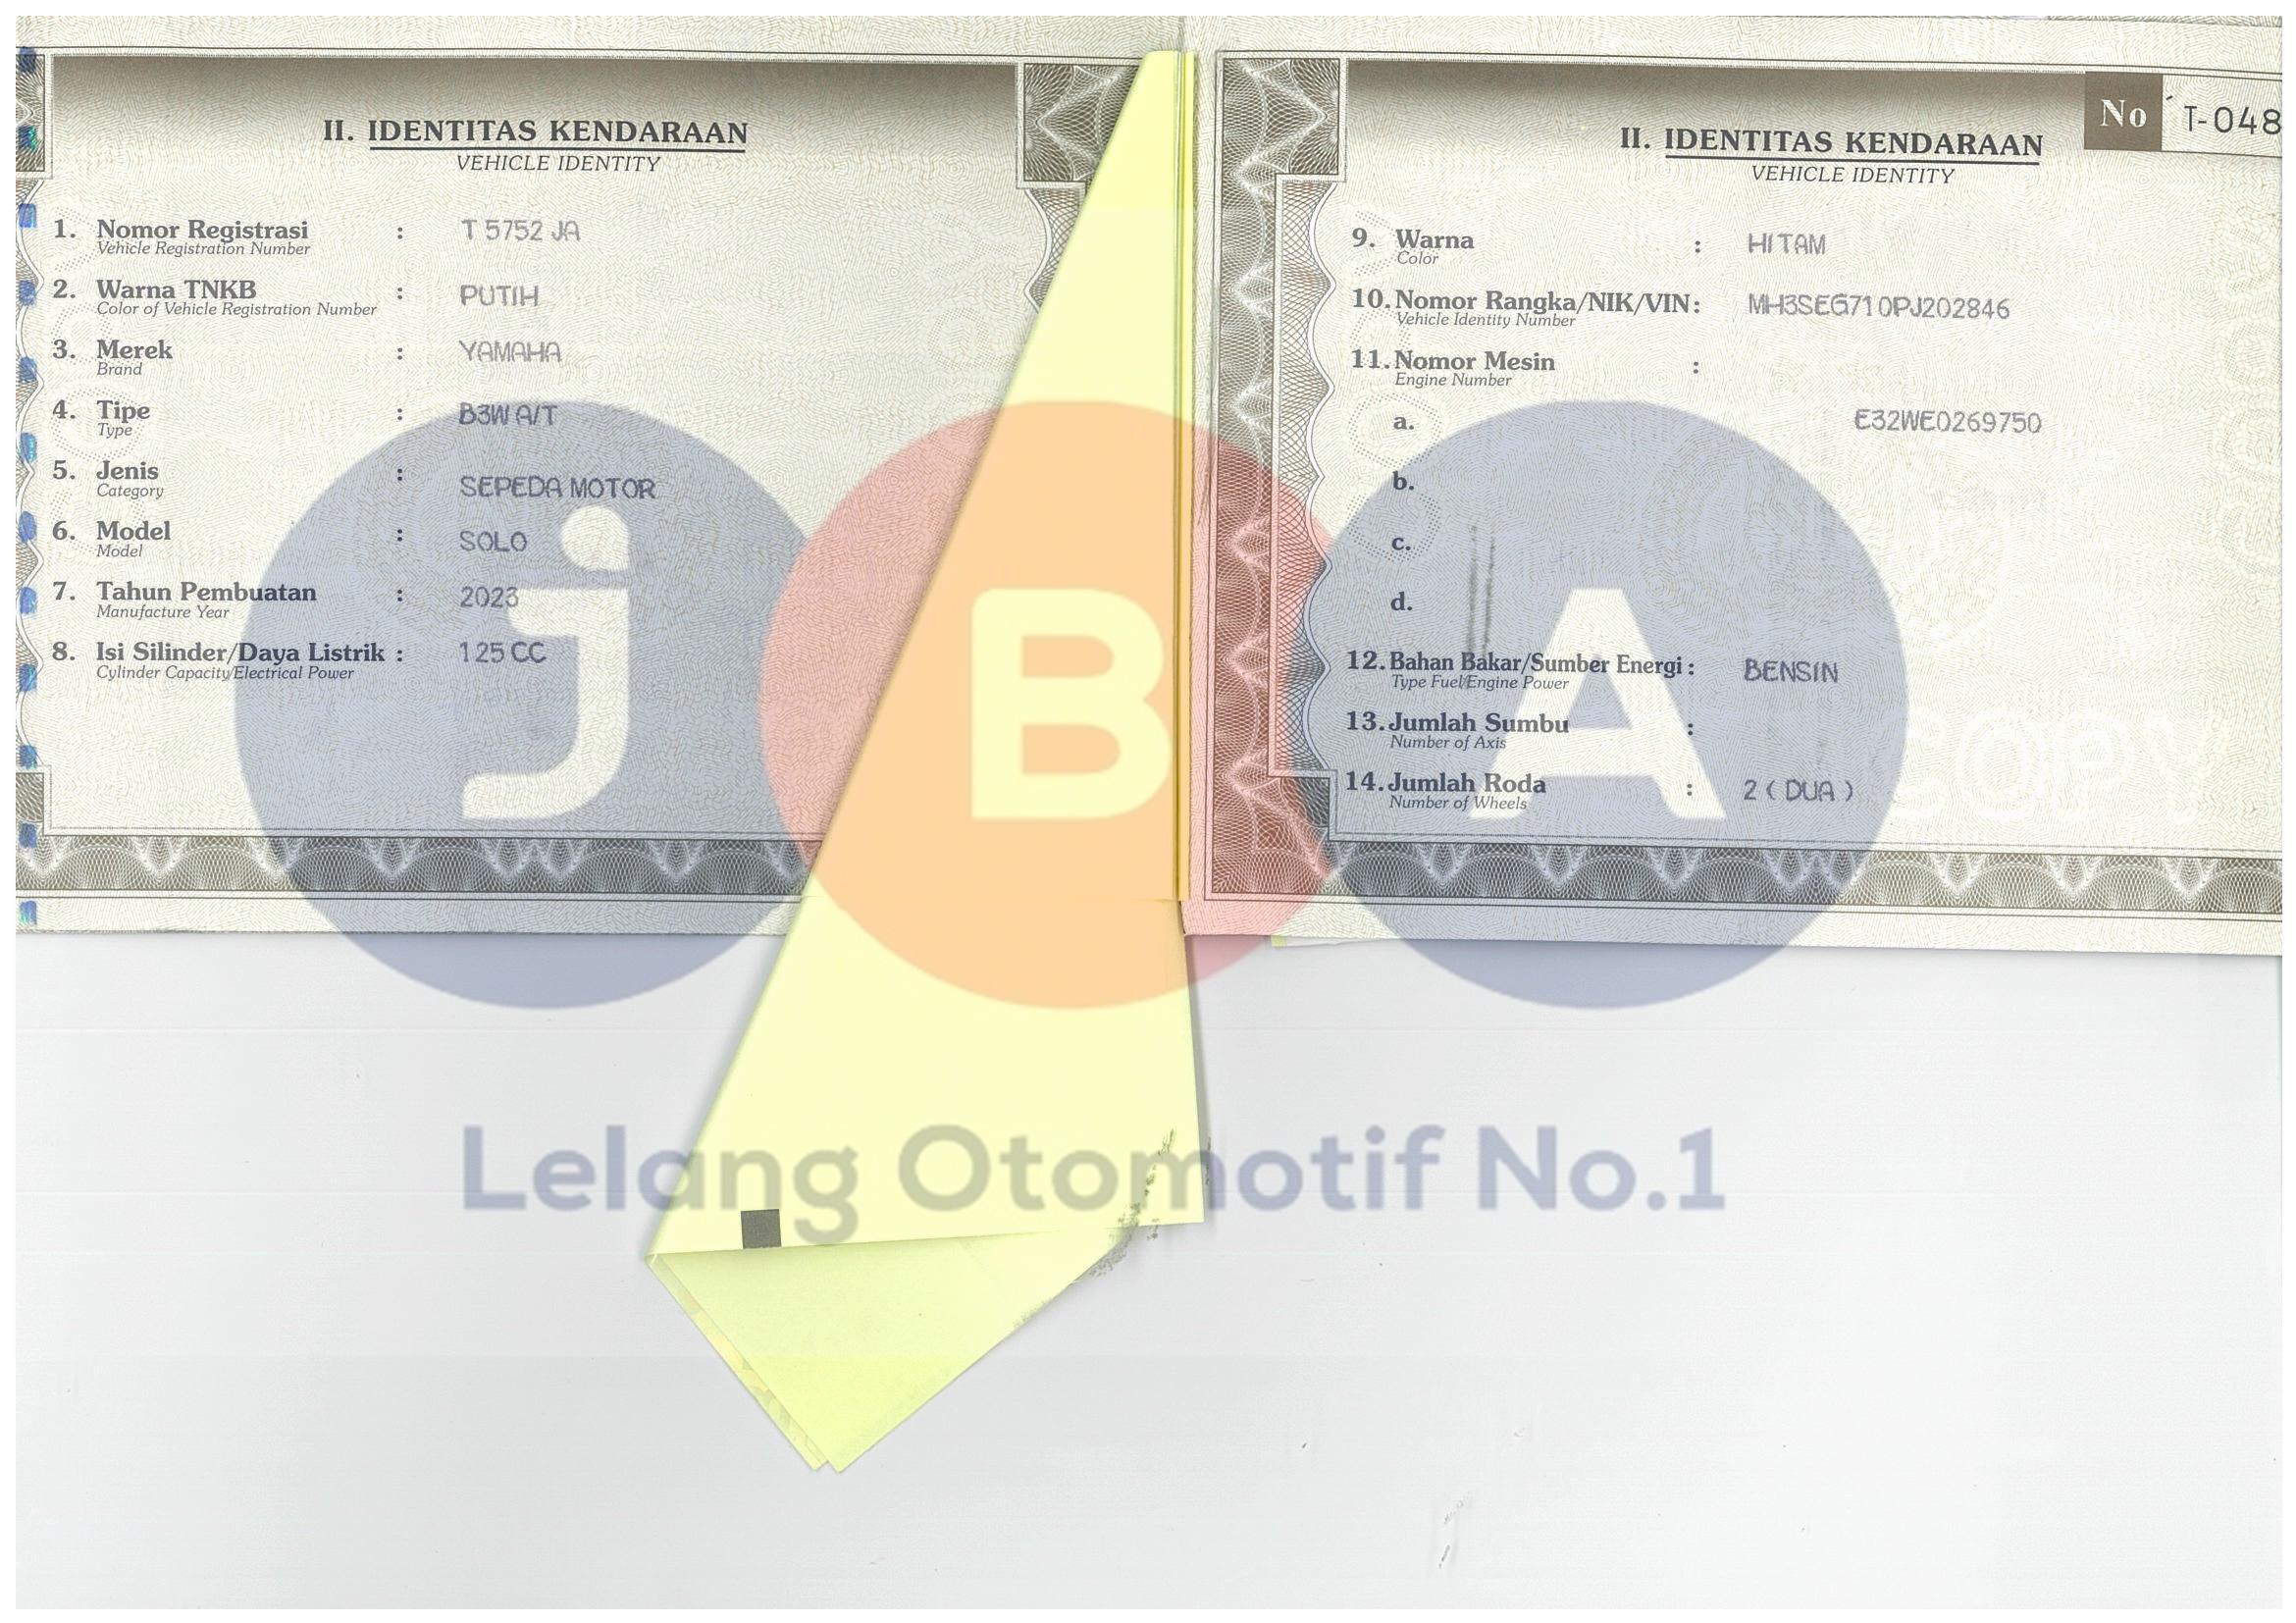 II. IDENTITAS KENDARAAN
VEHICLE IDENTITY
1. Nomor Registrasi : T 5752 JA
Vehicle Registration Number
2. Warna TNKB : PUTIH
Color of Vehicle Registration Number
3. Merek : YAMAHA
Brand
4. Tipe : B3W A/T
Type
5. Jenis : SEPEDA MOTOR
Category
6. Model : SOLO
Model
7. Tahun Pembuatan : 2023
Manufacture Year
8. Isi Silinder/Daya Listrik : 125 CC
Cylinder Capacity/Electrical Power
No T-048
II. IDENTITAS KENDARAAN
VEHICLE IDENTITY
9. Warna : HITAM
Color
10. Nomor Rangka/NIK/VIN : MH3SEG710PJ202846
Vehicle Identity Number
11. Nomor Mesin :
Engine Number
a. E32WE0269750
b.
c.
d.
12. Bahan Bakar/Sumber Energi : BENSIN
Type Fuel/Engine Power
13. Jumlah Sumbu :
Number of Axis
14. Jumlah Roda : 2 ( DUA )
Number of Wheels
jBA
Lelang Otomotif No.1